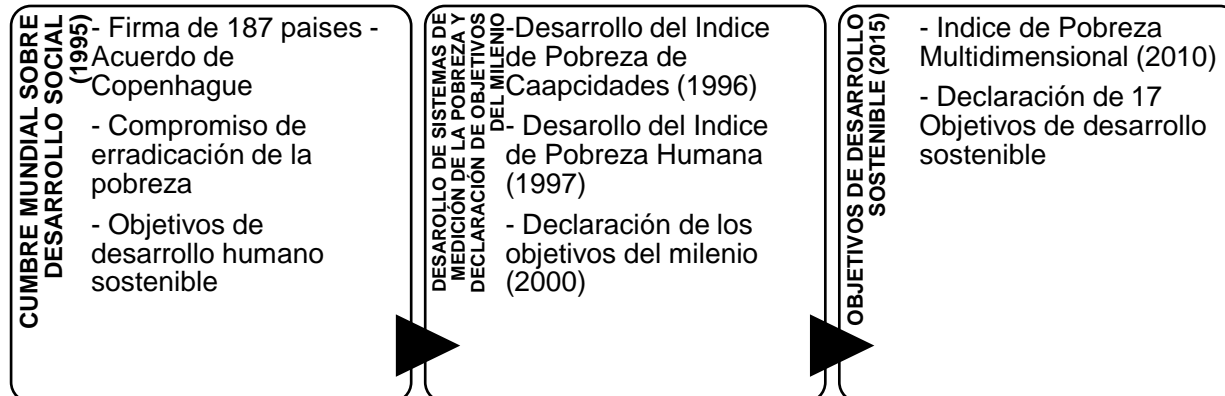 CUMBRE MUNDIAL SOBRE
DESARROLLO SOCIAL
(1995)
- Firma de 187 paises -
Acuerdo de
Copenhague
- Compromiso de
erradicación de la
pobreza
- Objetivos de
desarrollo humano
sostenible
DESAROLLO DE SISTEMAS DE
MEDICIÓN DE LA POBREZA Y
DECLARACIÓN DE OBJETIVOS
DEL MILENIO
-Desarrollo del Indice
de Pobreza de
Caapcidades (1996)
- Desarollo del Indice
de Pobreza Humana
(1997)
- Declaración de los
objetivos del milenio
(2000)
OBJETIVOS DE DESARROLLO
SOSTENIBLE (2015)
- Indice de Pobreza
Multidimensional (2010)
- Declaración de 17
Objetivos de desarrollo
sostenible